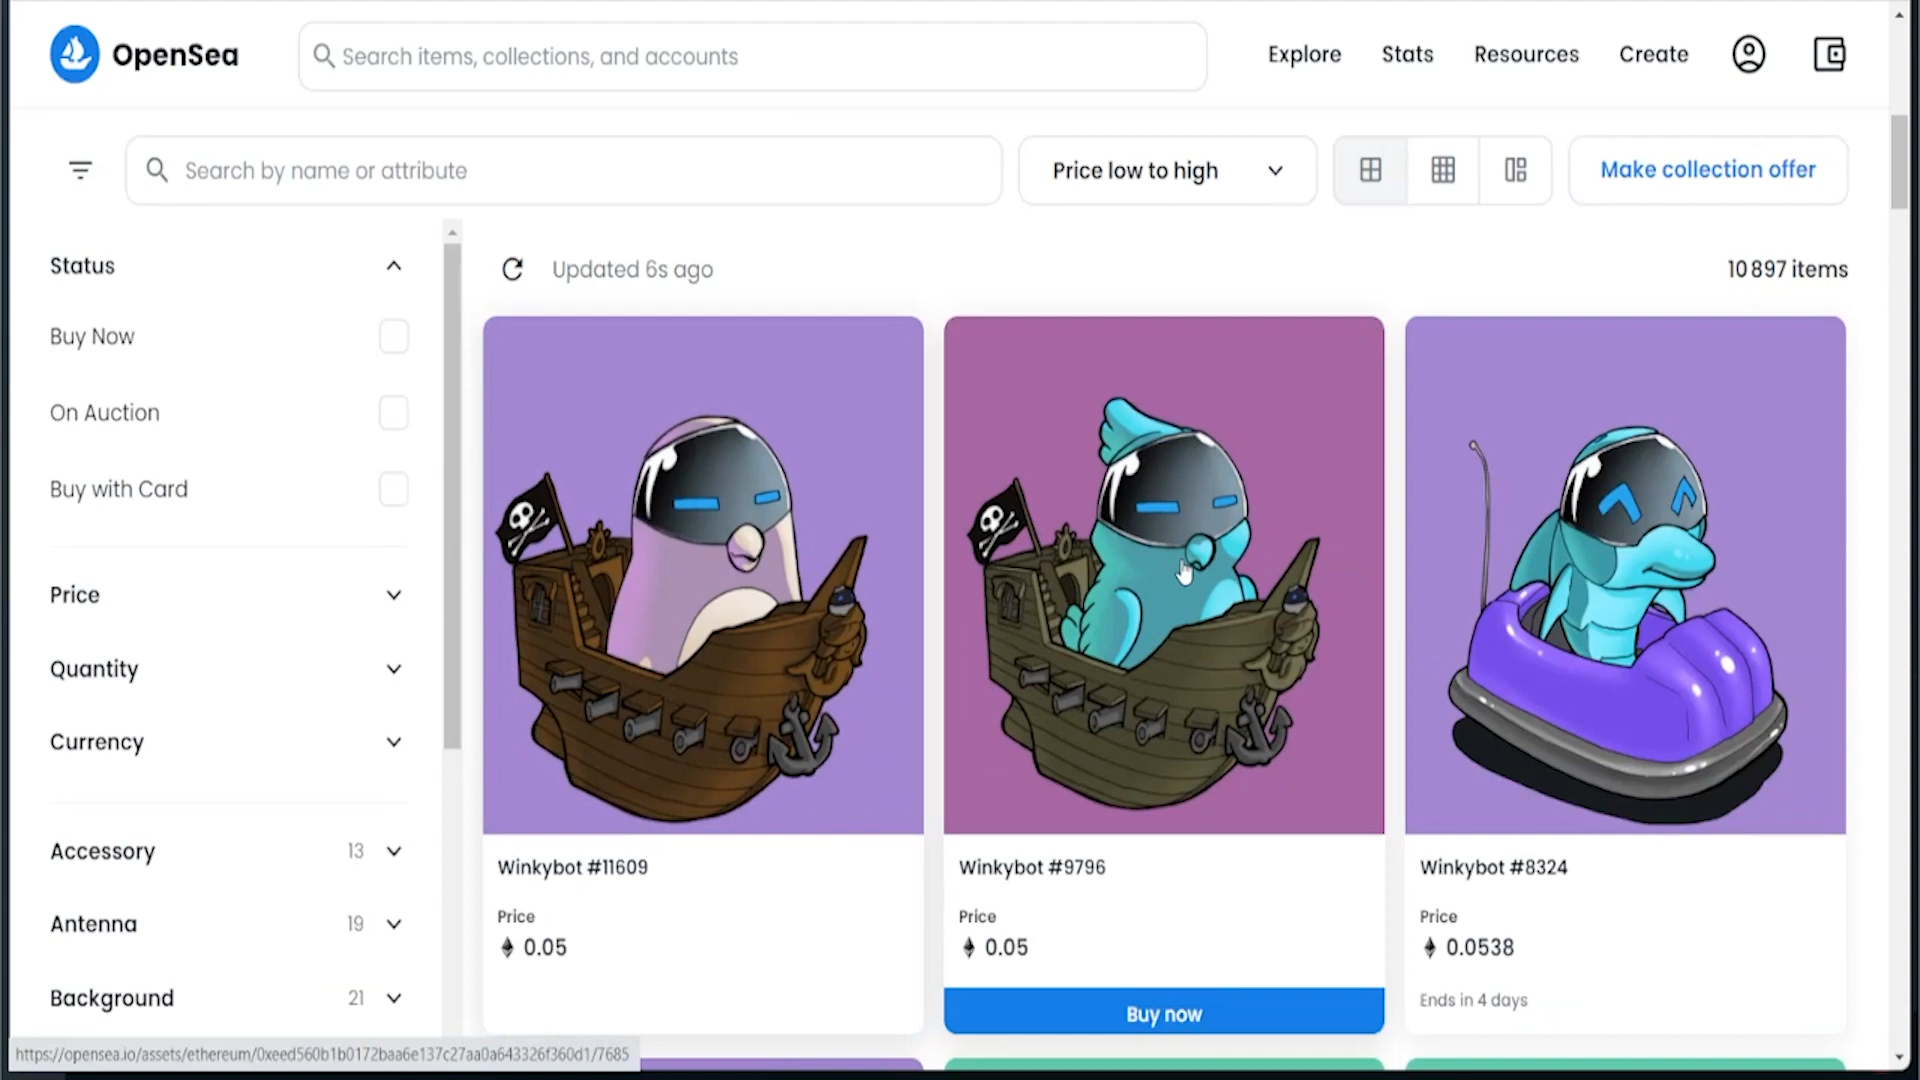 OpenSea
Search items, collections, and accounts
Explore
Stats
Resources
Create
Search by name or attribute
Price low to high
Make collection offer
Status
Buy Now
On Auction
Buy with Card
Price
Quantity
Currency
Accessory 13
Antenna 19
Background 21
Updated 6s ago
10 897 items
Winkybot #11609
Price
0.05
Winkybot #9796
Price
0.05
Buy now
Winkybot #8324
Price
0.0538
Ends in 4 days
https://opensea.io/assets/ethereum/0xeed560b1b0172baa6e137c27aa0a643326f360d1/7685